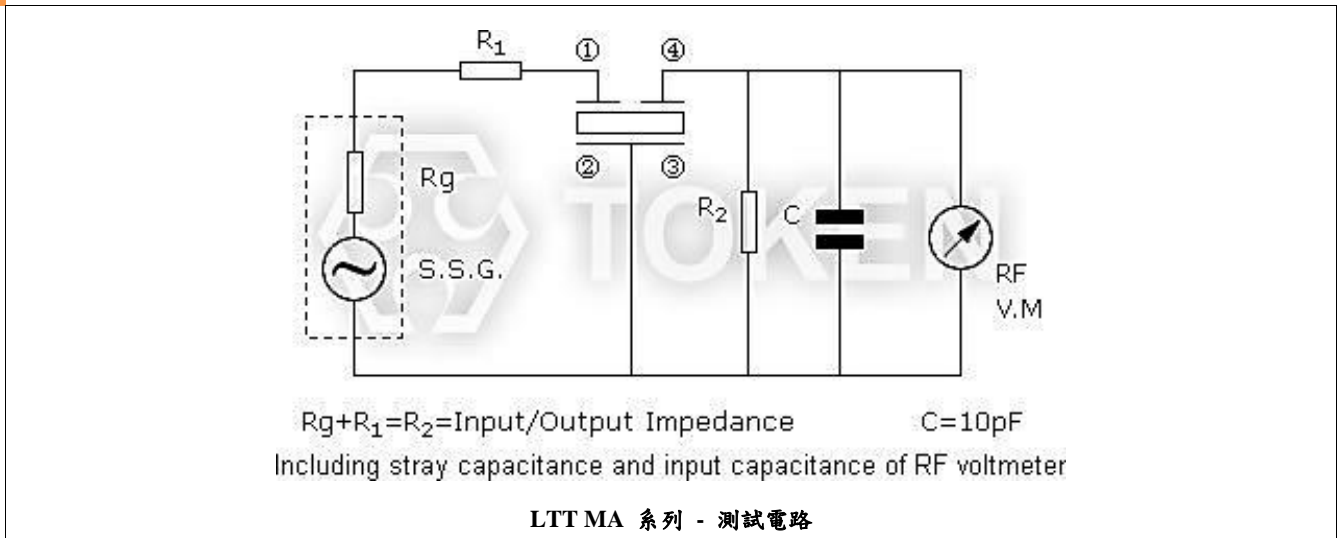 R₁
①
④
②
③
Rg
S.S.G.
TOKEN
R₂
C
RF
V.M
Rg+R₁=R₂=Input/Output Impedance C=10pF
Including stray capacitance and input capacitance of RF voltmeter
LTT MA 系列 - 測試電路